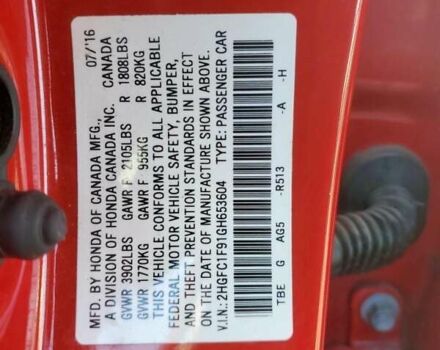 MFD. BY HONDA OF CANADA MFG., 07/'16
A DIVISION OF HONDA CANADA INC. CANADA
GVWR 3902LBS GAWR F 2105LBS R 1808LBS
GVWR 1770KG GAWR F 955KG R 820KG
THIS VEHICLE CONFORMS TO ALL APPLICABLE
FEDERAL MOTOR VEHICLE SAFETY, BUMPER,
AND THEFT PREVENTION STANDARDS IN EFFECT
ON THE DATE OF MANUFACTURE SHOWN ABOVE.
V.I.N.: 2HGFC1F91GH653604 TYPE: PASSENGER CAR
TBE G AG5 -R513 -A -H